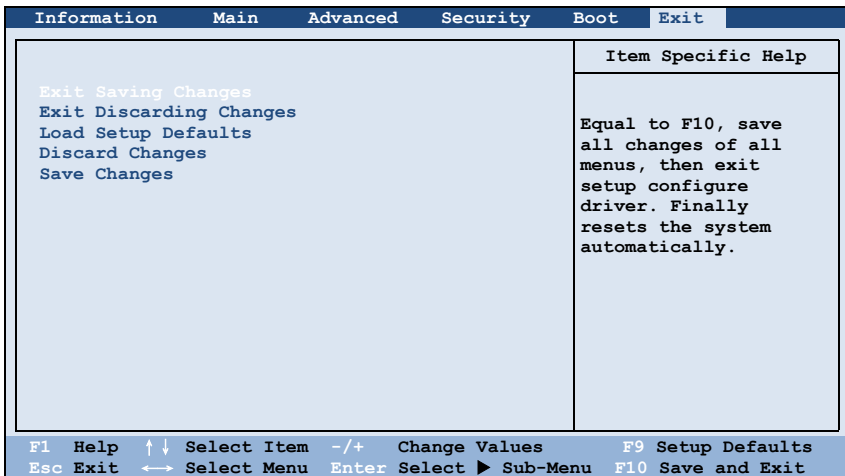 Information Main Advanced Security Boot Exit
Item Specific Help
Exit Saving Changes
Exit Discarding Changes
Load Setup Defaults
Discard Changes
Save Changes
Equal to F10, save
all changes of all
menus, then exit
setup configure
driver. Finally
resets the system
automatically.
F1 Help ↑↓ Select Item -/+ Change Values F9 Setup Defaults
Esc Exit ←→ Select Menu Enter Select ▶ Sub-Menu F10 Save and Exit